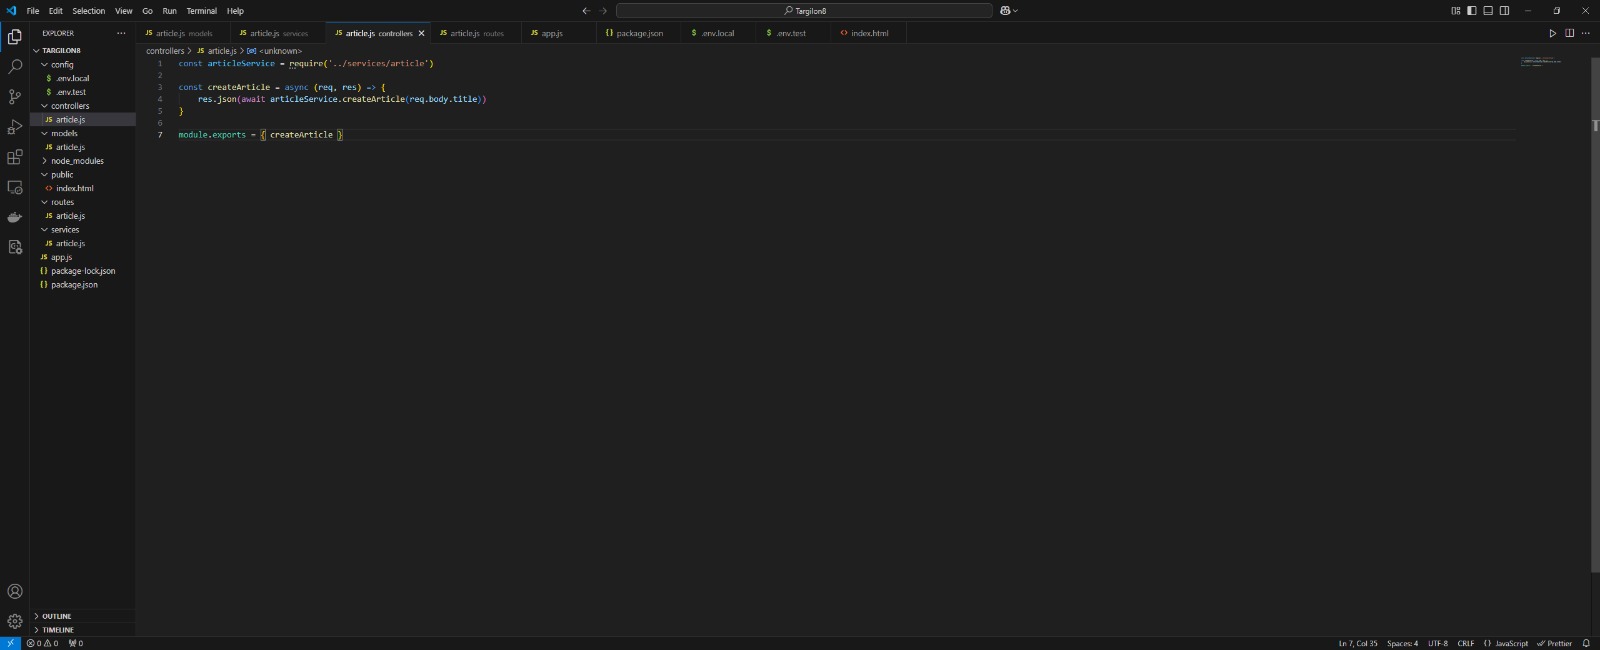 File Edit Selection View Go Run Terminal Help
Targilon8
EXPLORER
TARGILON8
config
$ .env.local
$ .env.test
controllers
JS article.js
models
JS article.js
node_modules
public
<> index.html
routes
JS article.js
services
JS article.js
JS app.js
{} package-lock.json
{} package.json
OUTLINE
TIMELINE
JS article.js models
JS article.js services
JS article.js controllers
JS article.js routes
JS app.js
{} package.json
$ .env.local
$ .env.test
<> index.html
controllers > JS article.js > <unknown>
1 const articleService = require('../services/article')
2
3 const createArticle = async (req, res) => {
4     res.json(await articleService.createArticle(req.body.title))
5 }
6
7 module.exports = { createArticle }
0 0 0
Ln 7, Col 35 Spaces: 4 UTF-8 CRLF {} JavaScript Prettier